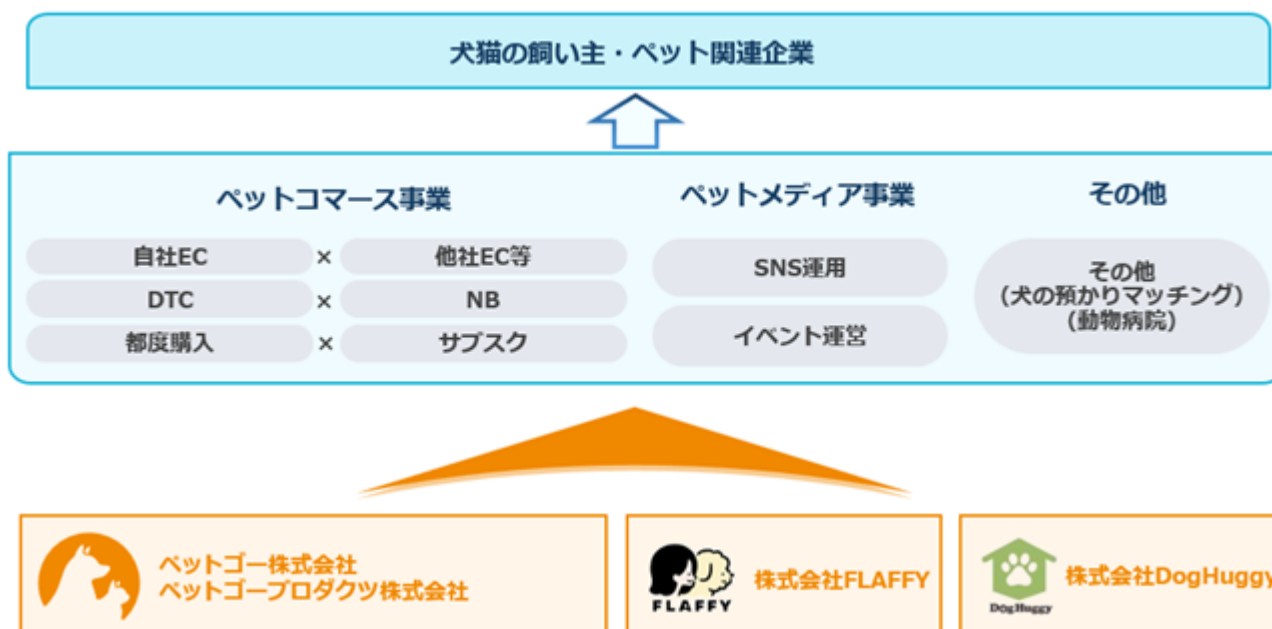 犬猫の飼い主・ペット関連企業
ペットコマース事業
ペットメディア事業
その他
自社EC × 他社EC等
DTC × NB
都度購入 × サブスク
SNS運用
イベント運営
その他
(犬の預かりマッチング)
(動物病院)
ペットゴー株式会社
ペットゴープロダクツ株式会社
FLAFFY
株式会社FLAFFY
DogHuggy
株式会社DogHuggy